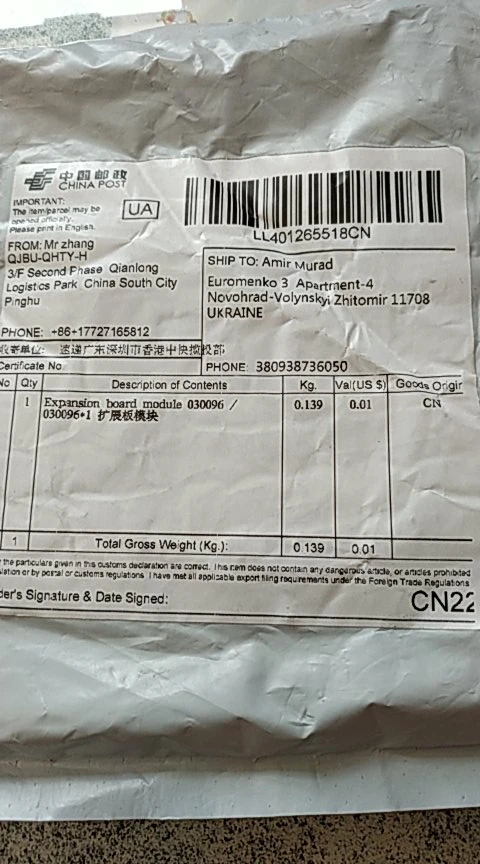 中国邮政
CHINA POST
IMPORTANT:
The item/parcel may be
opened officially.
Please print in English.
UA
LL401265518CN
FROM: Mr zhang
QJBU-QHTY-H
3/F Second Phase Qianlong
Logistics Park China South City
Pinghu
PHONE: +86+17727165812
SHIP TO: Amir Murad
Euromenko 3 Apartment-4
Novohrad-Volynskyi Zhitomir 11708
UKRAINE
PHONE: 380938736050
收寄单位: 速递广东深圳市香港中快揽投部
Certificate No
No Qty Description of Contents Kg. Val(US $) Goods Origin
1 Expansion board module 030096 / 0.139 0.01 CN
030096*1 扩展板模块
1 Total Gross Weight (Kg.): 0.139 0.01
the particulars given in this customs declaration are correct. This item does not contain any dangerous article, or articles prohibited
lation or by postal or customs regulations. I have met all applicable export filing requirements under the Foreign Trade Regulations
der's Signature & Date Signed:
CN22